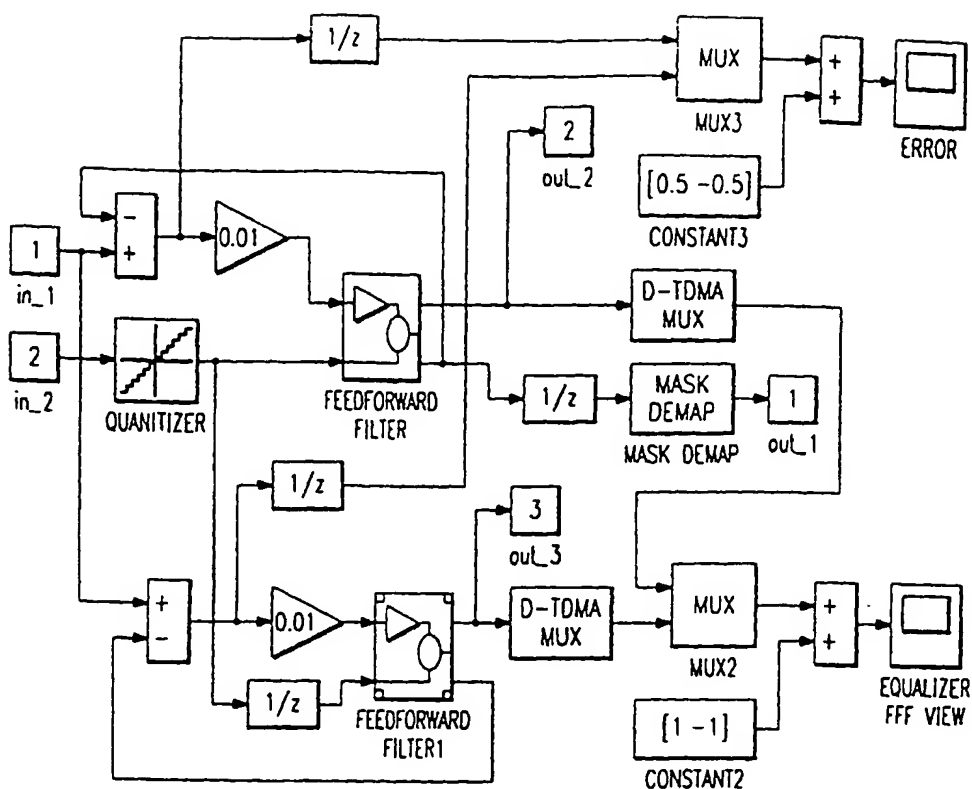 1/z
MUX
MUX3
+
+
ERROR
2
out_2
[0.5 -0.5]
CONSTANT3
-
+
0.01
1
in_1
2
in_2
QUANITIZER
FEEDFORWARD
FILTER
D-TDMA
MUX
1/z
MASK
DEMAP
MASK DEMAP
1
out_1
1/z
3
out_3
+
-
0.01
1/z
FEEDFORWARD
FILTER1
D-TDMA
MUX
MUX
MUX2
+
+
EQUALIZER
FFF VIEW
[1 -1]
CONSTANT2